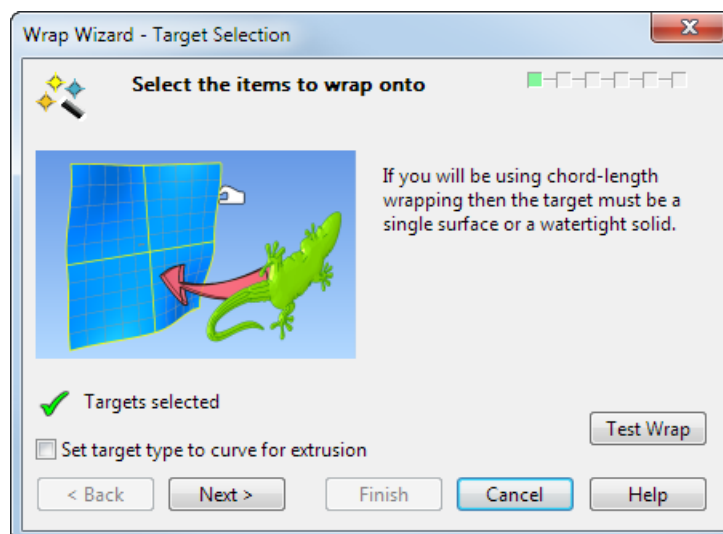 Wrap Wizard - Target Selection
Select the items to wrap onto
If you will be using chord-length
wrapping then the target must be a
single surface or a watertight solid.
Targets selected
Test Wrap
Set target type to curve for extrusion
< Back
Next >
Finish
Cancel
Help